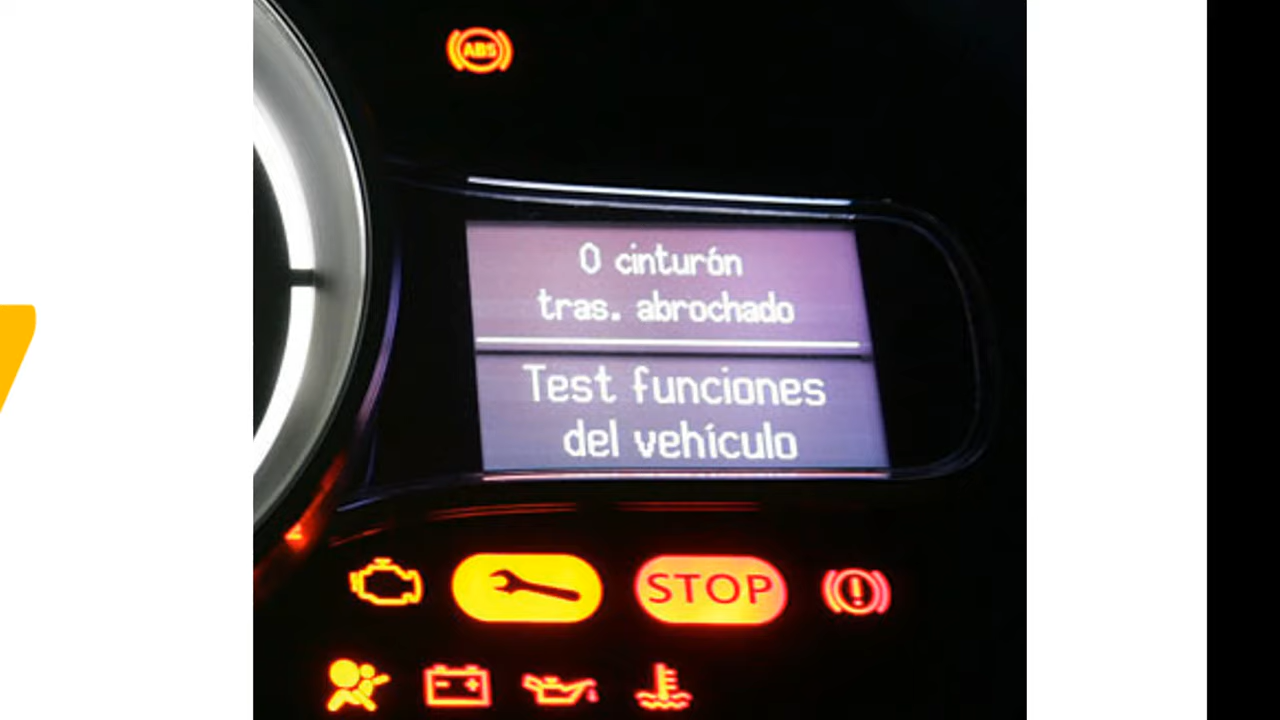 ABS
0 cinturón
tras. abrochado
Test funciones
del vehículo
STOP